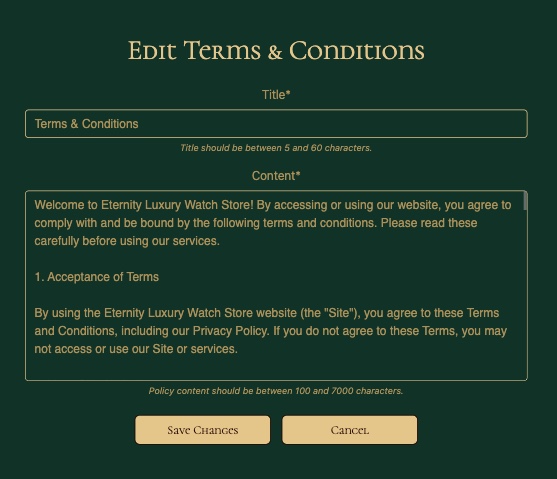 Edit Terms & Conditions
Title*
Terms & Conditions
Title should be between 5 and 60 characters.
Content*
Welcome to Eternity Luxury Watch Store! By accessing or using our website, you agree to
comply with and be bound by the following terms and conditions. Please read these
carefully before using our services.
1. Acceptance of Terms
By using the Eternity Luxury Watch Store website (the "Site"), you agree to these Terms
and Conditions, including our Privacy Policy. If you do not agree to these Terms, you may
not access or use our Site or services.
Policy content should be between 100 and 7000 characters.
Save Changes
Cancel